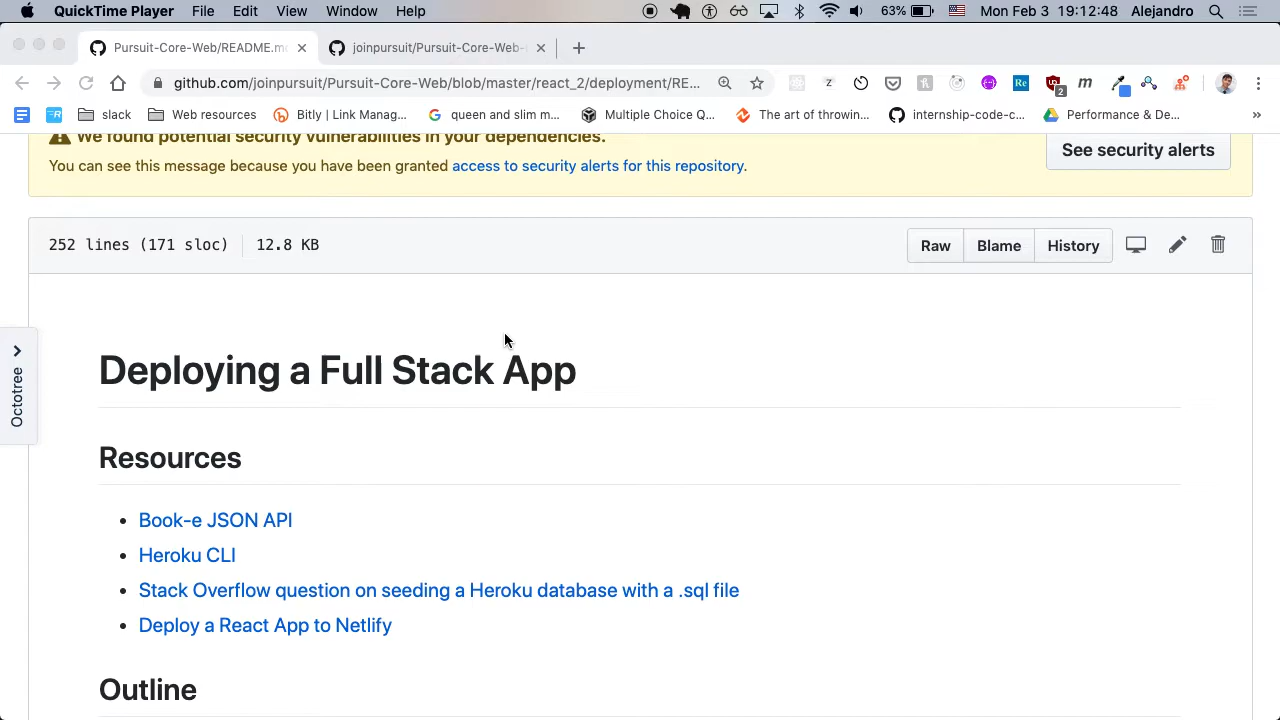 QuickTime Player File Edit View Window Help 63% Mon Feb 3 19:12:48 Alejandro
Pursuit-Core-Web/README.md joinpursuit/Pursuit-Core-Web-
github.com/joinpursuit/Pursuit-Core-Web/blob/master/react_2/deployment/RE...
slack Web resources Bitly | Link Manag... queen and slim m... Multiple Choice Q... The art of throwin... internship-code-c... Performance & De... »
We found potential security vulnerabilities in your dependencies.
You can see this message because you have been granted access to security alerts for this repository.
See security alerts
252 lines (171 sloc) 12.8 KB
Raw Blame History
Octotree
Deploying a Full Stack App
Resources
• Book-e JSON API
• Heroku CLI
• Stack Overflow question on seeding a Heroku database with a .sql file
• Deploy a React App to Netlify
Outline